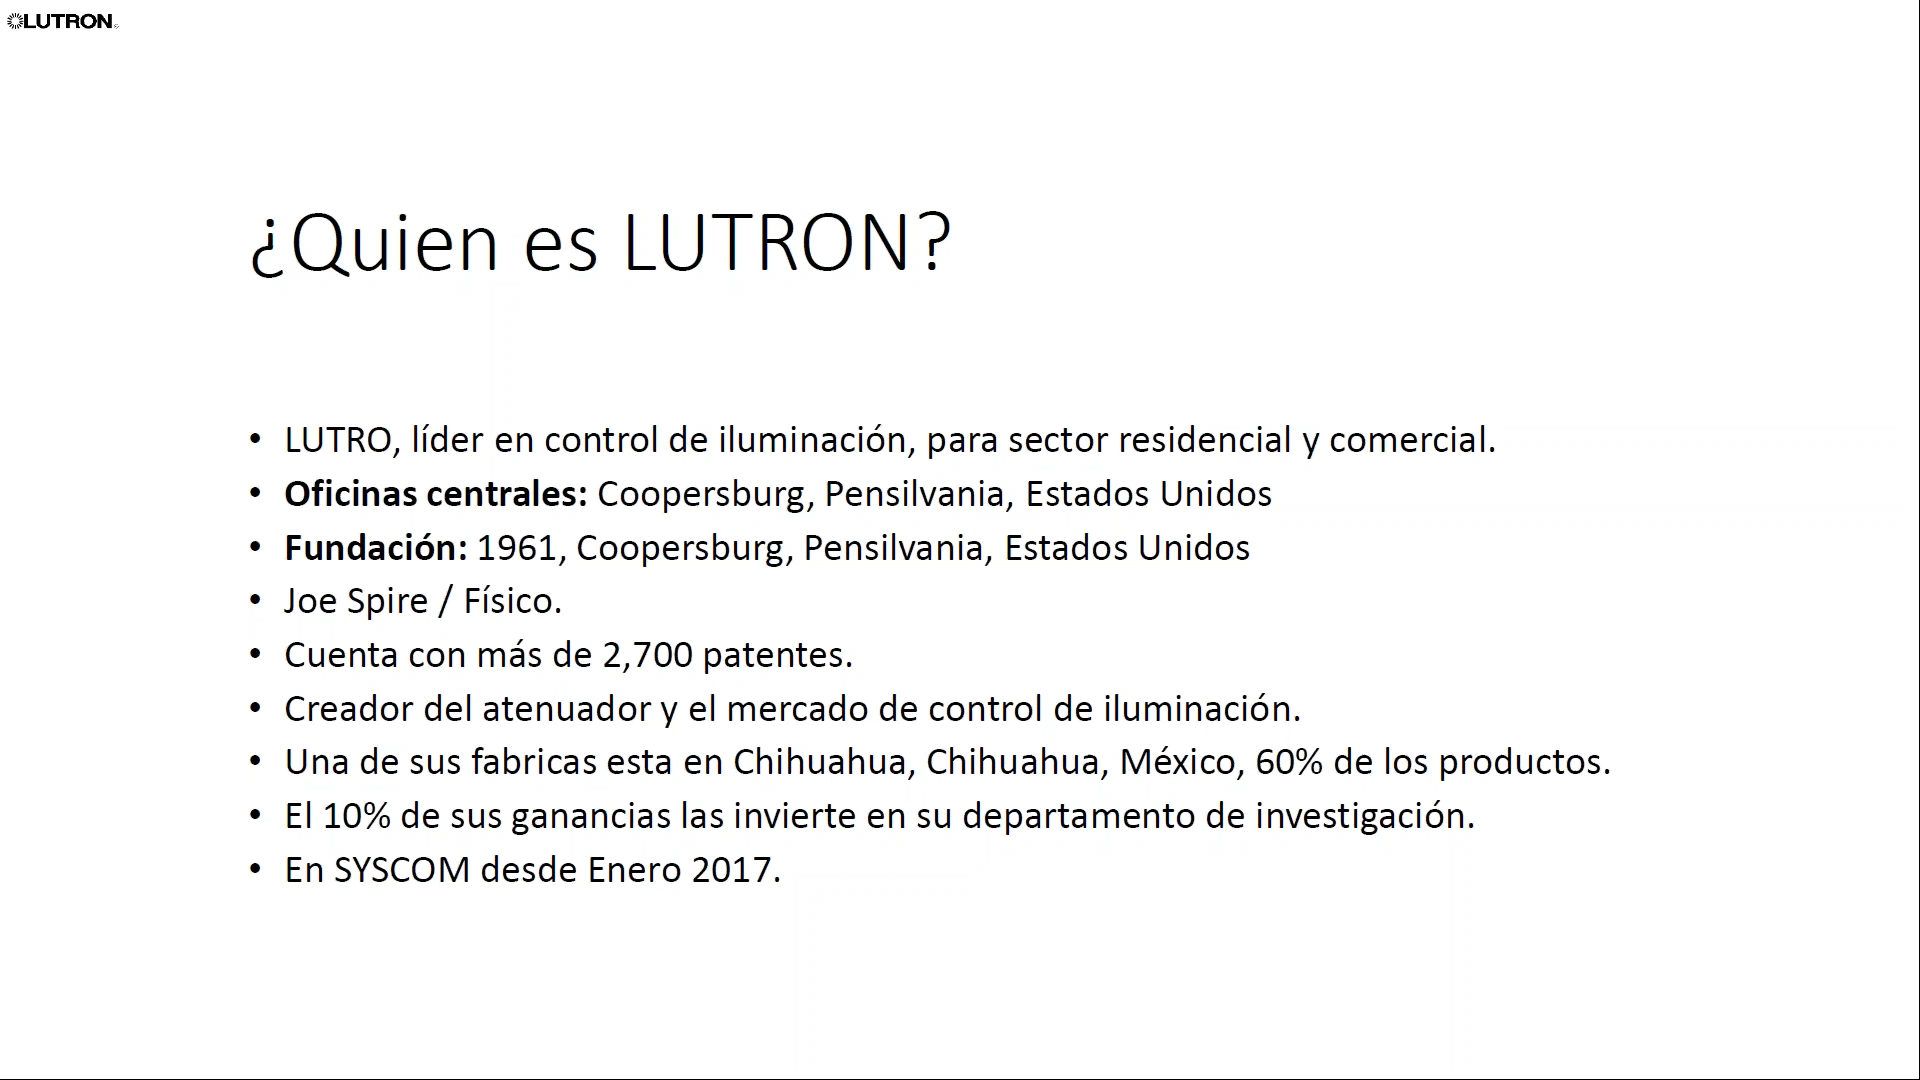 LUTRON
¿Quien es LUTRON?
• LUTRO, líder en control de iluminación, para sector residencial y comercial.
• Oficinas centrales: Coopersburg, Pensilvania, Estados Unidos
• Fundación: 1961, Coopersburg, Pensilvania, Estados Unidos
• Joe Spire / Físico.
• Cuenta con más de 2,700 patentes.
• Creador del atenuador y el mercado de control de iluminación.
• Una de sus fabricas esta en Chihuahua, Chihuahua, México, 60% de los productos.
• El 10% de sus ganancias las invierte en su departamento de investigación.
• En SYSCOM desde Enero 2017.